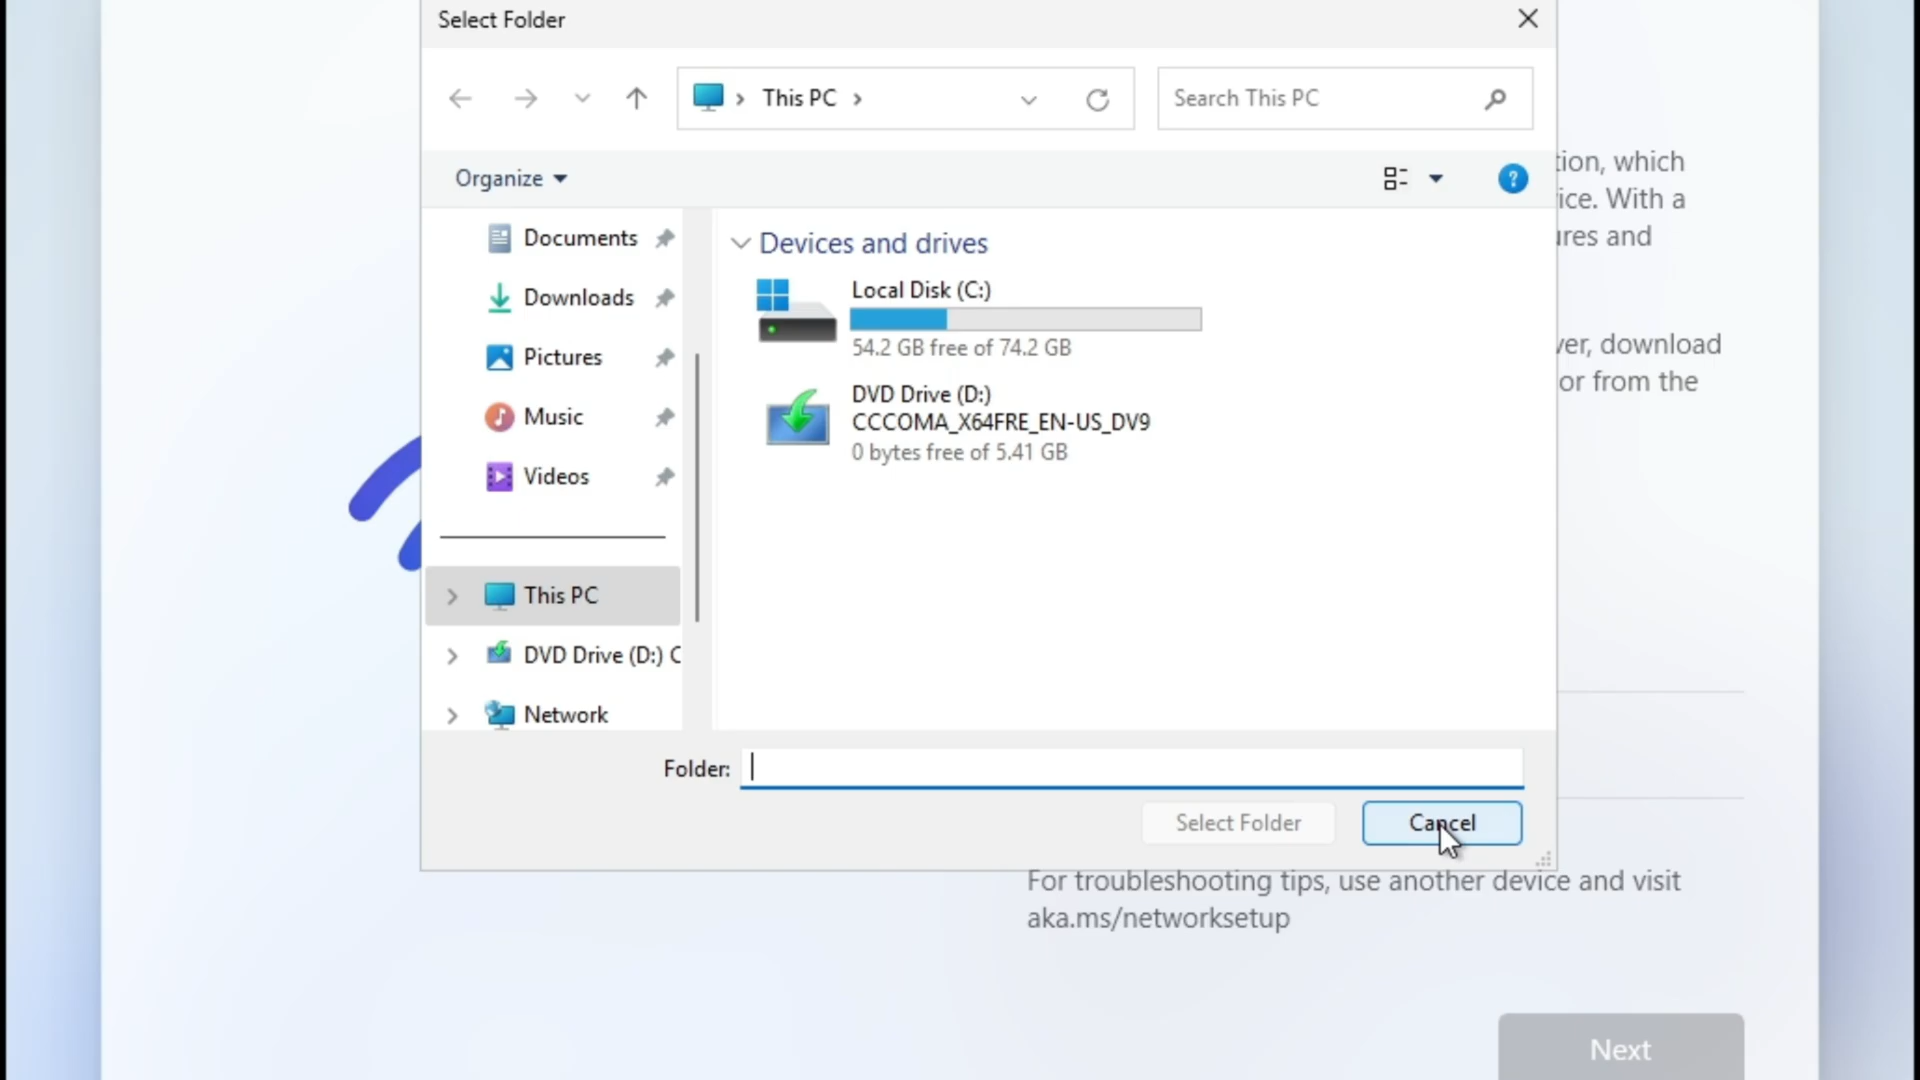 Select Folder
This PC
Search This PC
Organize
Documents
Downloads
Pictures
Music
Videos
This PC
DVD Drive (D:) C
Network
Devices and drives
Local Disk (C:)
54.2 GB free of 74.2 GB
DVD Drive (D:)
CCCOMA_X64FRE_EN-US_DV9
0 bytes free of 5.41 GB
Folder:
Select Folder
Cancel
tion, which
ice. With a
ures and
ver, download
or from the
For troubleshooting tips, use another device and visit
aka.ms/networksetup
Next